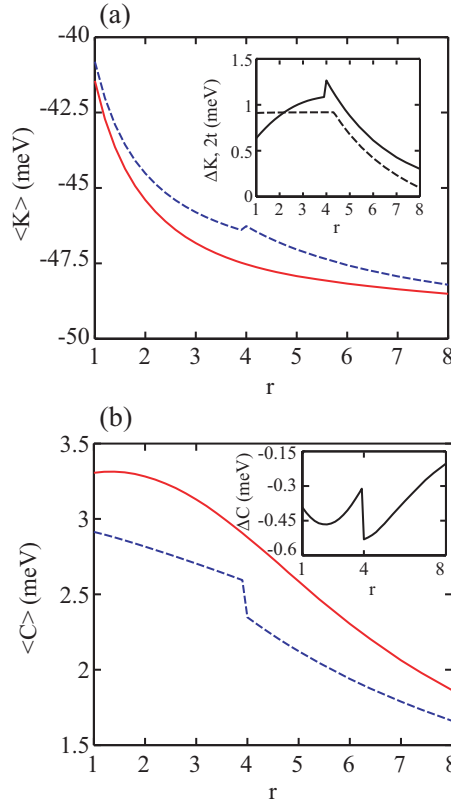 (a)
-40
-42.5
-45
-47.5
-50
<K> (meV)
1 2 3 4 5 6 7 8
r
1.5
1
0.5
0
ΔK, 2t (meV)
1 2 3 4 5 6 7 8
r
(b)
3.5
3
2.5
2
1.5
<C> (meV)
1 2 3 4 5 6 7 8
r
-0.15
-0.3
-0.45
-0.6
ΔC (meV)
1 4 8
r